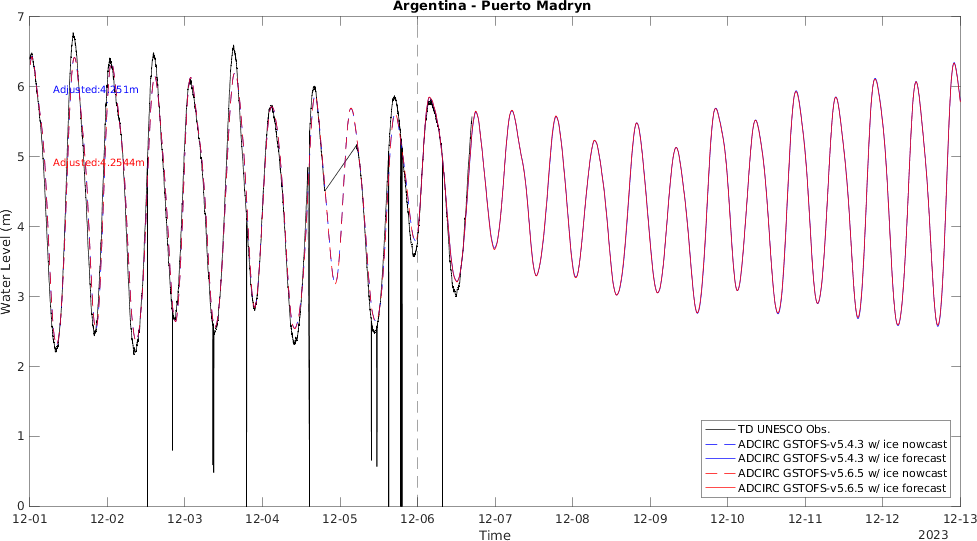 Argentina - Puerto Madryn
7
6
5
4
3
2
1
0
Water Level (m)
Adjusted:4.251m
Adjusted:4.2544m
TD UNESCO Obs.
ADCIRC GSTOFS-v5.4.3 w/ ice nowcast
ADCIRC GSTOFS-v5.4.3 w/ ice forecast
ADCIRC GSTOFS-v5.6.5 w/ ice nowcast
ADCIRC GSTOFS-v5.6.5 w/ ice forecast
12-01 12-02 12-03 12-04 12-05 12-06 12-07 12-08 12-09 12-10 12-11 12-12 12-13
Time
2023